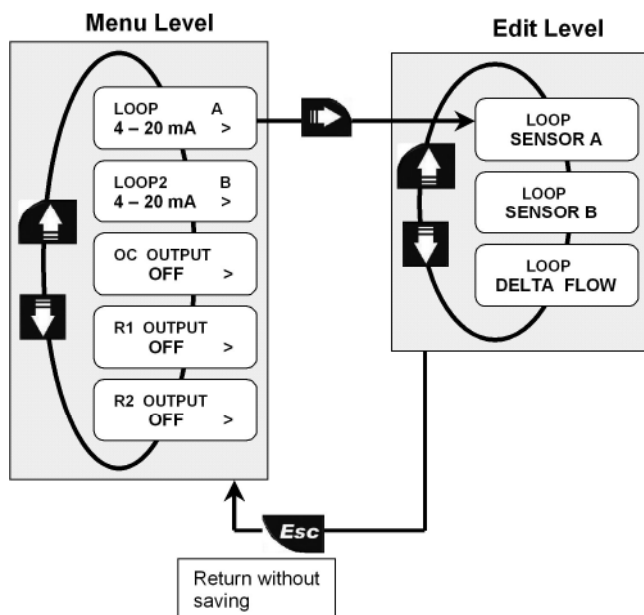 Menu Level
LOOP A
4 – 20 mA >
LOOP2 B
4 – 20 mA >
OC OUTPUT
OFF >
R1 OUTPUT
OFF >
R2 OUTPUT
OFF >
Edit Level
LOOP
SENSOR A
LOOP
SENSOR B
LOOP
DELTA FLOW
Esc
Return without
saving